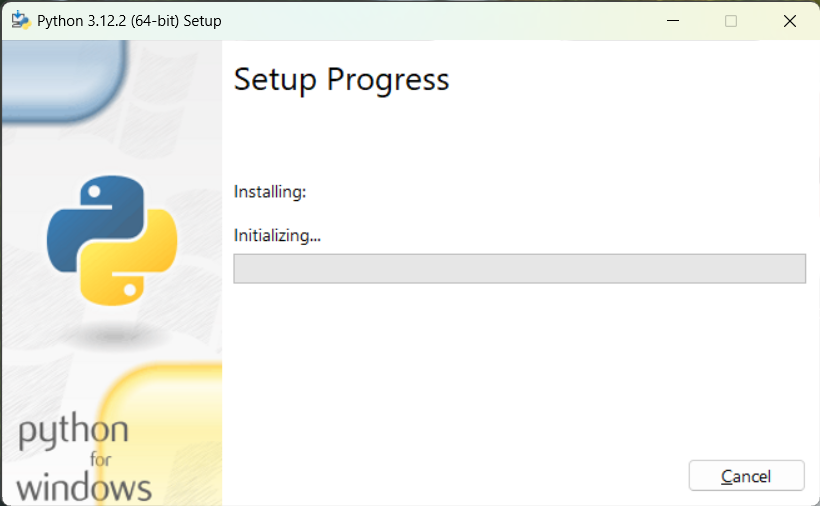 Python 3.12.2 (64-bit) Setup
Setup Progress
Installing:
Initializing...
python
for
windows
Cancel